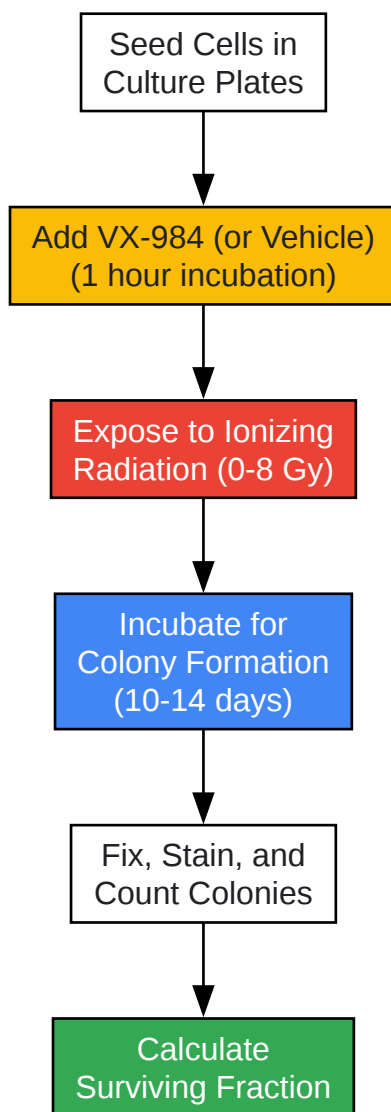 Seed Cells in
Culture Plates
Add VX-984 (or Vehicle)
(1 hour incubation)
Expose to Ionizing
Radiation (0-8 Gy)
Incubate for
Colony Formation
(10-14 days)
Fix, Stain, and
Count Colonies
Calculate
Surviving Fraction